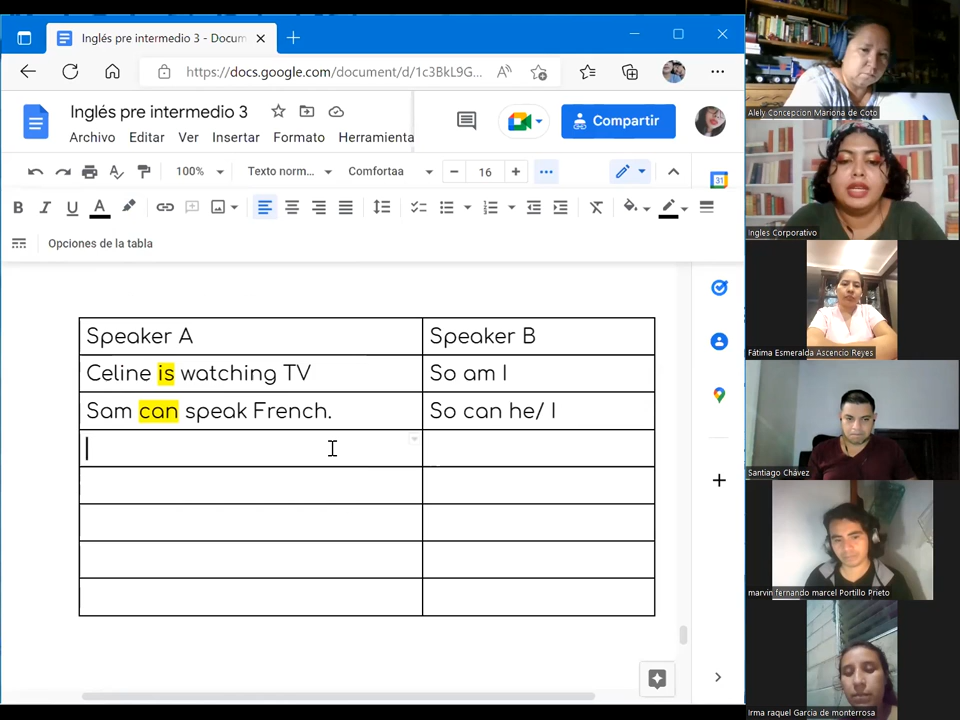 Inglés pre intermedio 3 - Docum
https://docs.google.com/document/d/1c3BkL9G...
Inglés pre intermedio 3
Archivo Editar Ver Insertar Formato Herramienta
Compartir
100% Texto norm... Comfortaa 16
Opciones de la tabla
Speaker A Speaker B
Celine is watching TV So am I
Sam can speak French. So can he/ I
Alely Concepcion Mariona de Coto
Ingles Corporativo
Fátima Esmeralda Ascencio Reyes
Santiago Chávez
marvin fernando marcel Portillo Prieto
Irma raquel Garcia de monterrosa